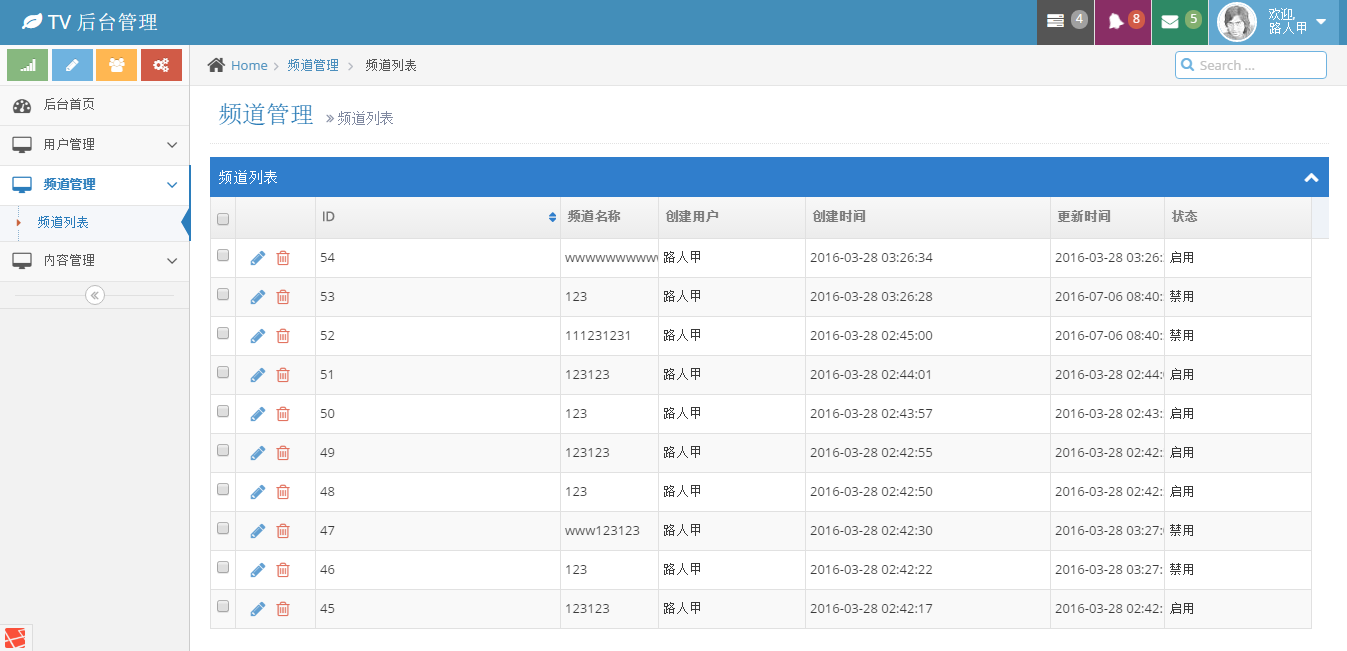 TV 后台管理
4
8
5
欢迎,
路人甲
Home 频道管理 频道列表
Search ...
后台首页
用户管理
频道管理
频道列表
内容管理
频道管理 » 频道列表
频道列表
ID 频道名称 创建用户 创建时间 更新时间 状态
54 wwwwwwwwww 路人甲 2016-03-28 03:26:34 2016-03-28 03:26: 启用
53 123 路人甲 2016-03-28 03:26:28 2016-07-06 08:40: 禁用
52 111231231 路人甲 2016-03-28 02:45:00 2016-07-06 08:40: 禁用
51 123123 路人甲 2016-03-28 02:44:01 2016-03-28 02:44: 启用
50 123 路人甲 2016-03-28 02:43:57 2016-03-28 02:43: 启用
49 123123 路人甲 2016-03-28 02:42:55 2016-03-28 02:42: 启用
48 123 路人甲 2016-03-28 02:42:50 2016-03-28 02:42: 启用
47 www123123 路人甲 2016-03-28 02:42:30 2016-03-28 03:27: 禁用
46 123 路人甲 2016-03-28 02:42:22 2016-03-28 03:27: 禁用
45 123123 路人甲 2016-03-28 02:42:17 2016-03-28 02:42: 启用